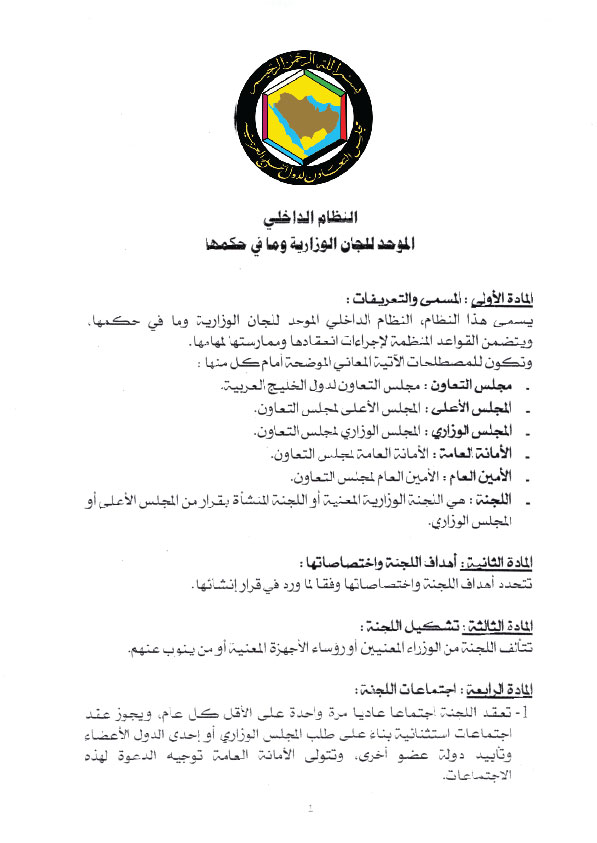 بسم الله الرحمن الرحيم
مجلس التعاون لدول الخليج العربية
النظام الداخلي
الموحد للجان الوزارية وما في حكمها
المادة الأولى : المسمى والتعريفات :
يسمى هذا النظام، النظام الداخلي الموحد للجان الوزارية وما في حكمها،
ويتضمن القواعد المنظمة لإجراءات انعقادها وممارستها لمهامها.
وتكون للمصطلحات الآتية المعاني الموضحة أمام كل منها :
- مجلس التعاون : مجلس التعاون لدول الخليج العربية.
- المجلس الأعلى : المجلس الأعلى لمجلس التعاون.
- المجلس الوزاري : المجلس الوزاري لمجلس التعاون.
- الأمانة العامة : الأمانة العامة لمجلس التعاون.
- الأمين العام : الأمين العام لمجلس التعاون.
- اللجنة : هي اللجنة الوزارية المعنية أو اللجنة المنشأة بقرار من المجلس الأعلى أو
المجلس الوزاري.
المادة الثانية : أهداف اللجنة واختصاصاتها :
تتحدد أهداف اللجنة واختصاصاتها وفقا لما ورد في قرار إنشائها.
المادة الثالثة : تشكيل اللجنة :
تتألف اللجنة من الوزراء المعنيين أو رؤساء الأجهزة المعنية أو من ينوب عنهم.
المادة الرابعة : اجتماعات اللجنة :
1- تعقد اللجنة اجتماعا عاديا مرة واحدة على الأقل كل عام، ويجوز عقد
اجتماعات استثنائية بناء على طلب المجلس الوزاري أو إحدى الدول الأعضاء
وتأييد دولة عضو أخرى، وتتولى الأمانة العامة توجيه الدعوة لهذه
الاجتماعات.
1